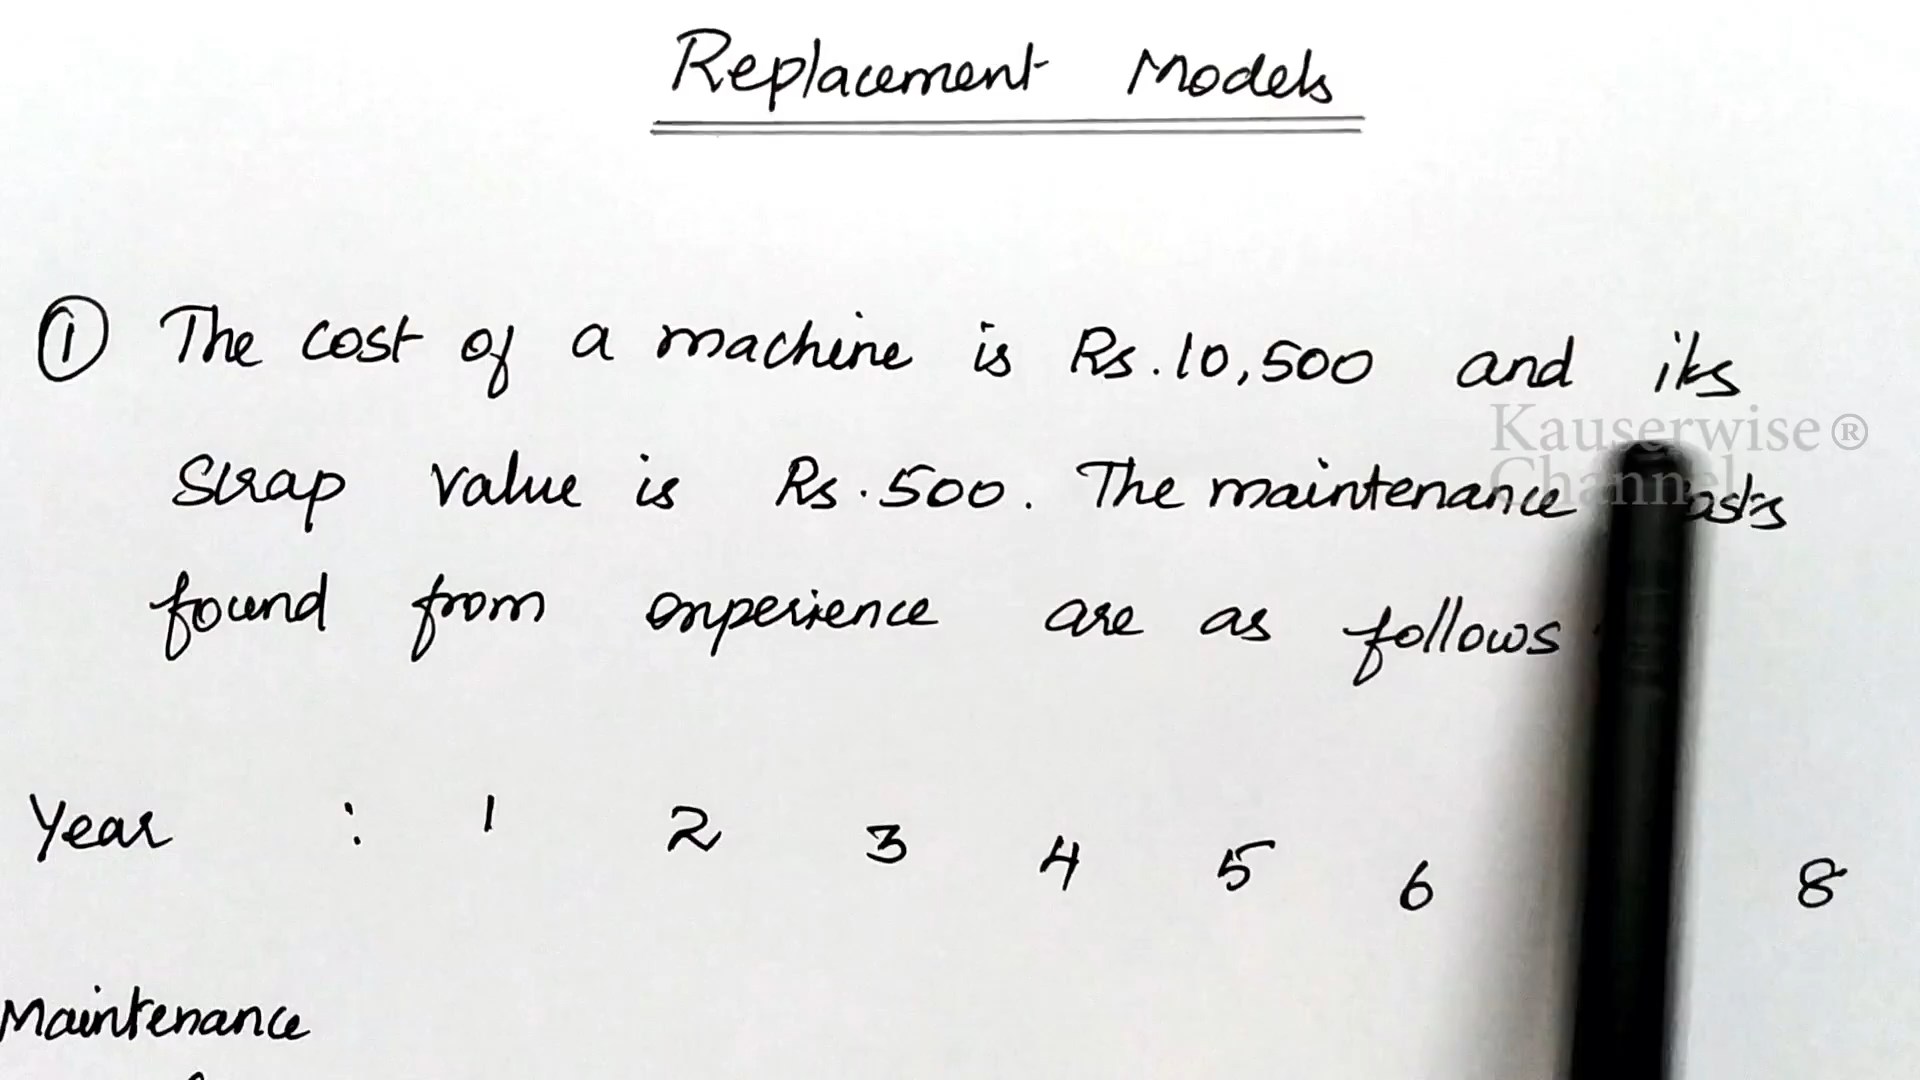 Replacement Models
① The cost of a machine is Rs.10,500 and its
Kauserwise®
Channel
Scrap value is Rs.500. The maintenance
found from experience are as follows
Year : 1 2 3 4 5 6 8
Maintenance